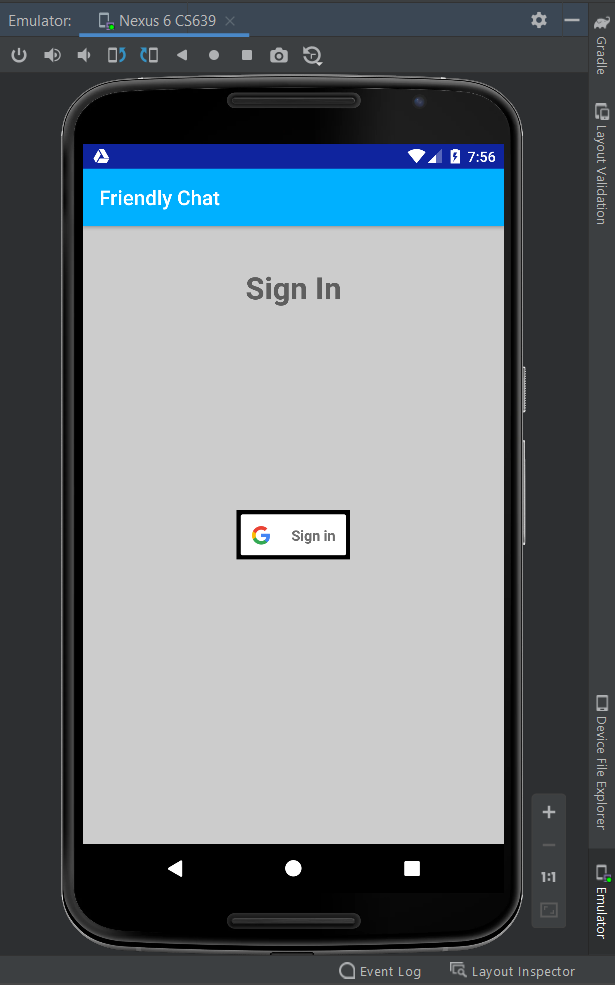 Emulator: Nexus 6 CS639
Gradle
Layout Validation
7:56
Friendly Chat
Sign In
G Sign in
Device File Explorer
1:1
Emulator
Event Log Layout Inspector